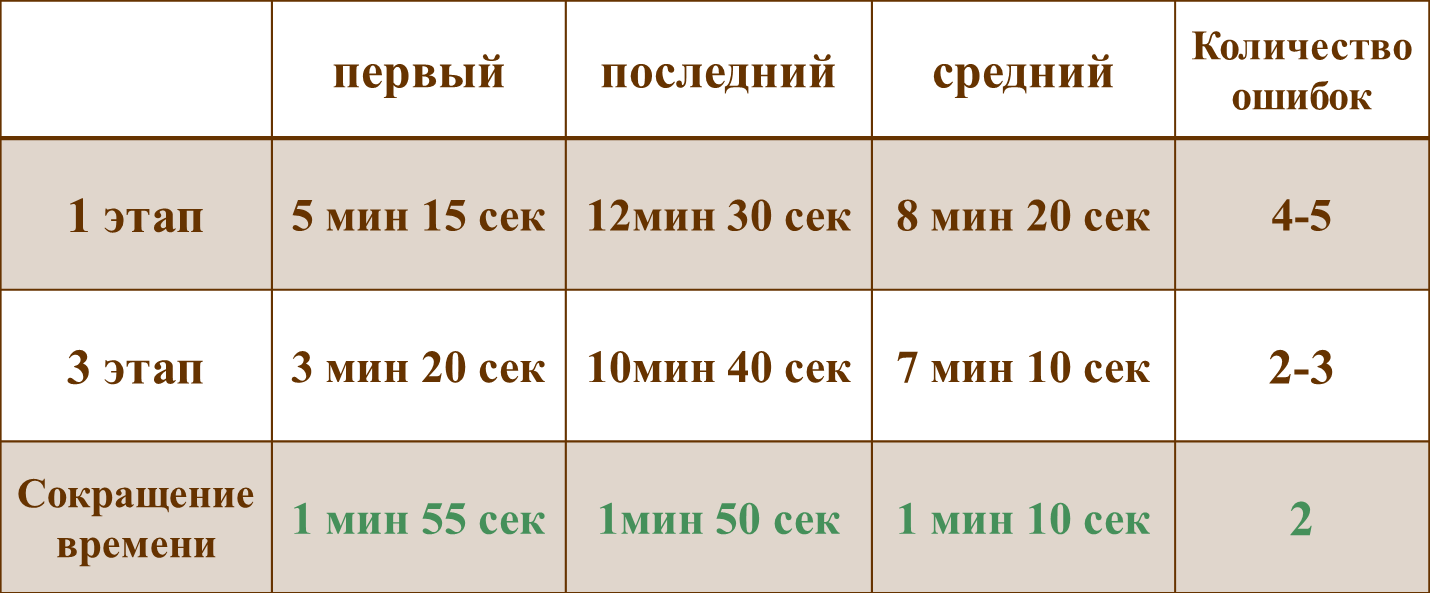 первый последний средний Количество ошибок
1 этап 5 мин 15 сек 12мин 30 сек 8 мин 20 сек 4-5
3 этап 3 мин 20 сек 10мин 40 сек 7 мин 10 сек 2-3
Сокращение времени 1 мин 55 сек 1мин 50 сек 1 мин 10 сек 2